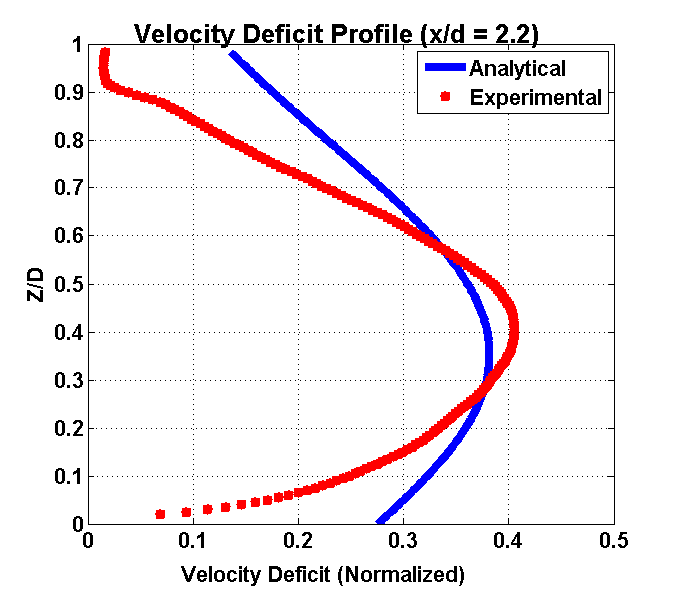 Velocity Deficit Profile (x/d = 2.2)
Analytical
Experimental
1
0.9
0.8
0.7
0.6
0.5
0.4
0.3
0.2
0.1
0
Z/D
0 0.1 0.2 0.3 0.4 0.5
Velocity Deficit (Normalized)